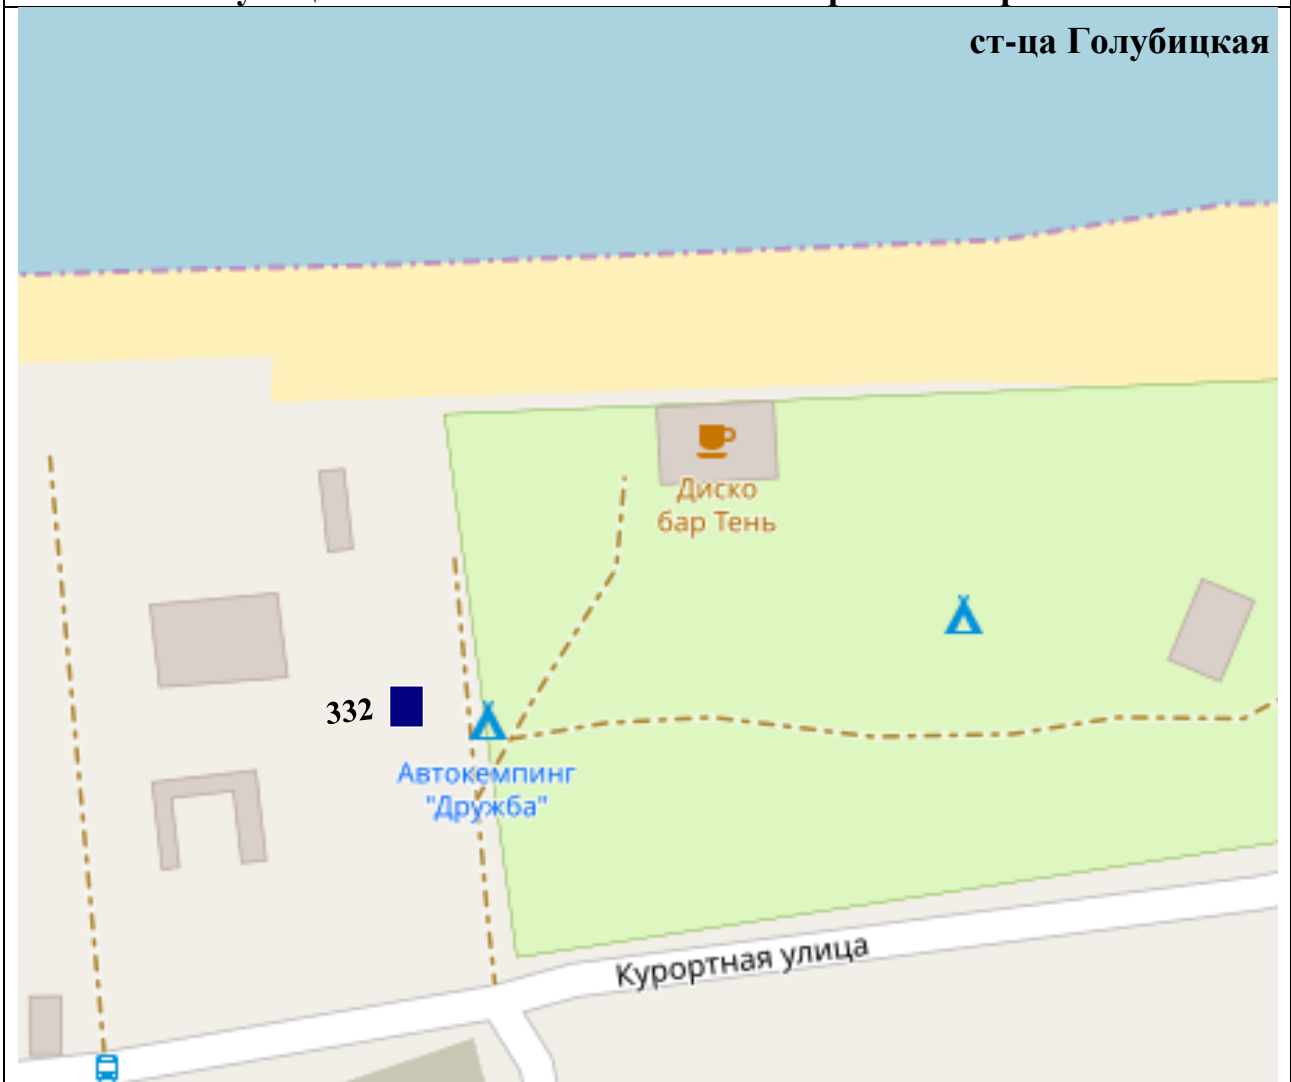 ст-ца Голубицкая
Диско
бар Тень
332
Автокемпинг
"Дружба"
Курортная улица